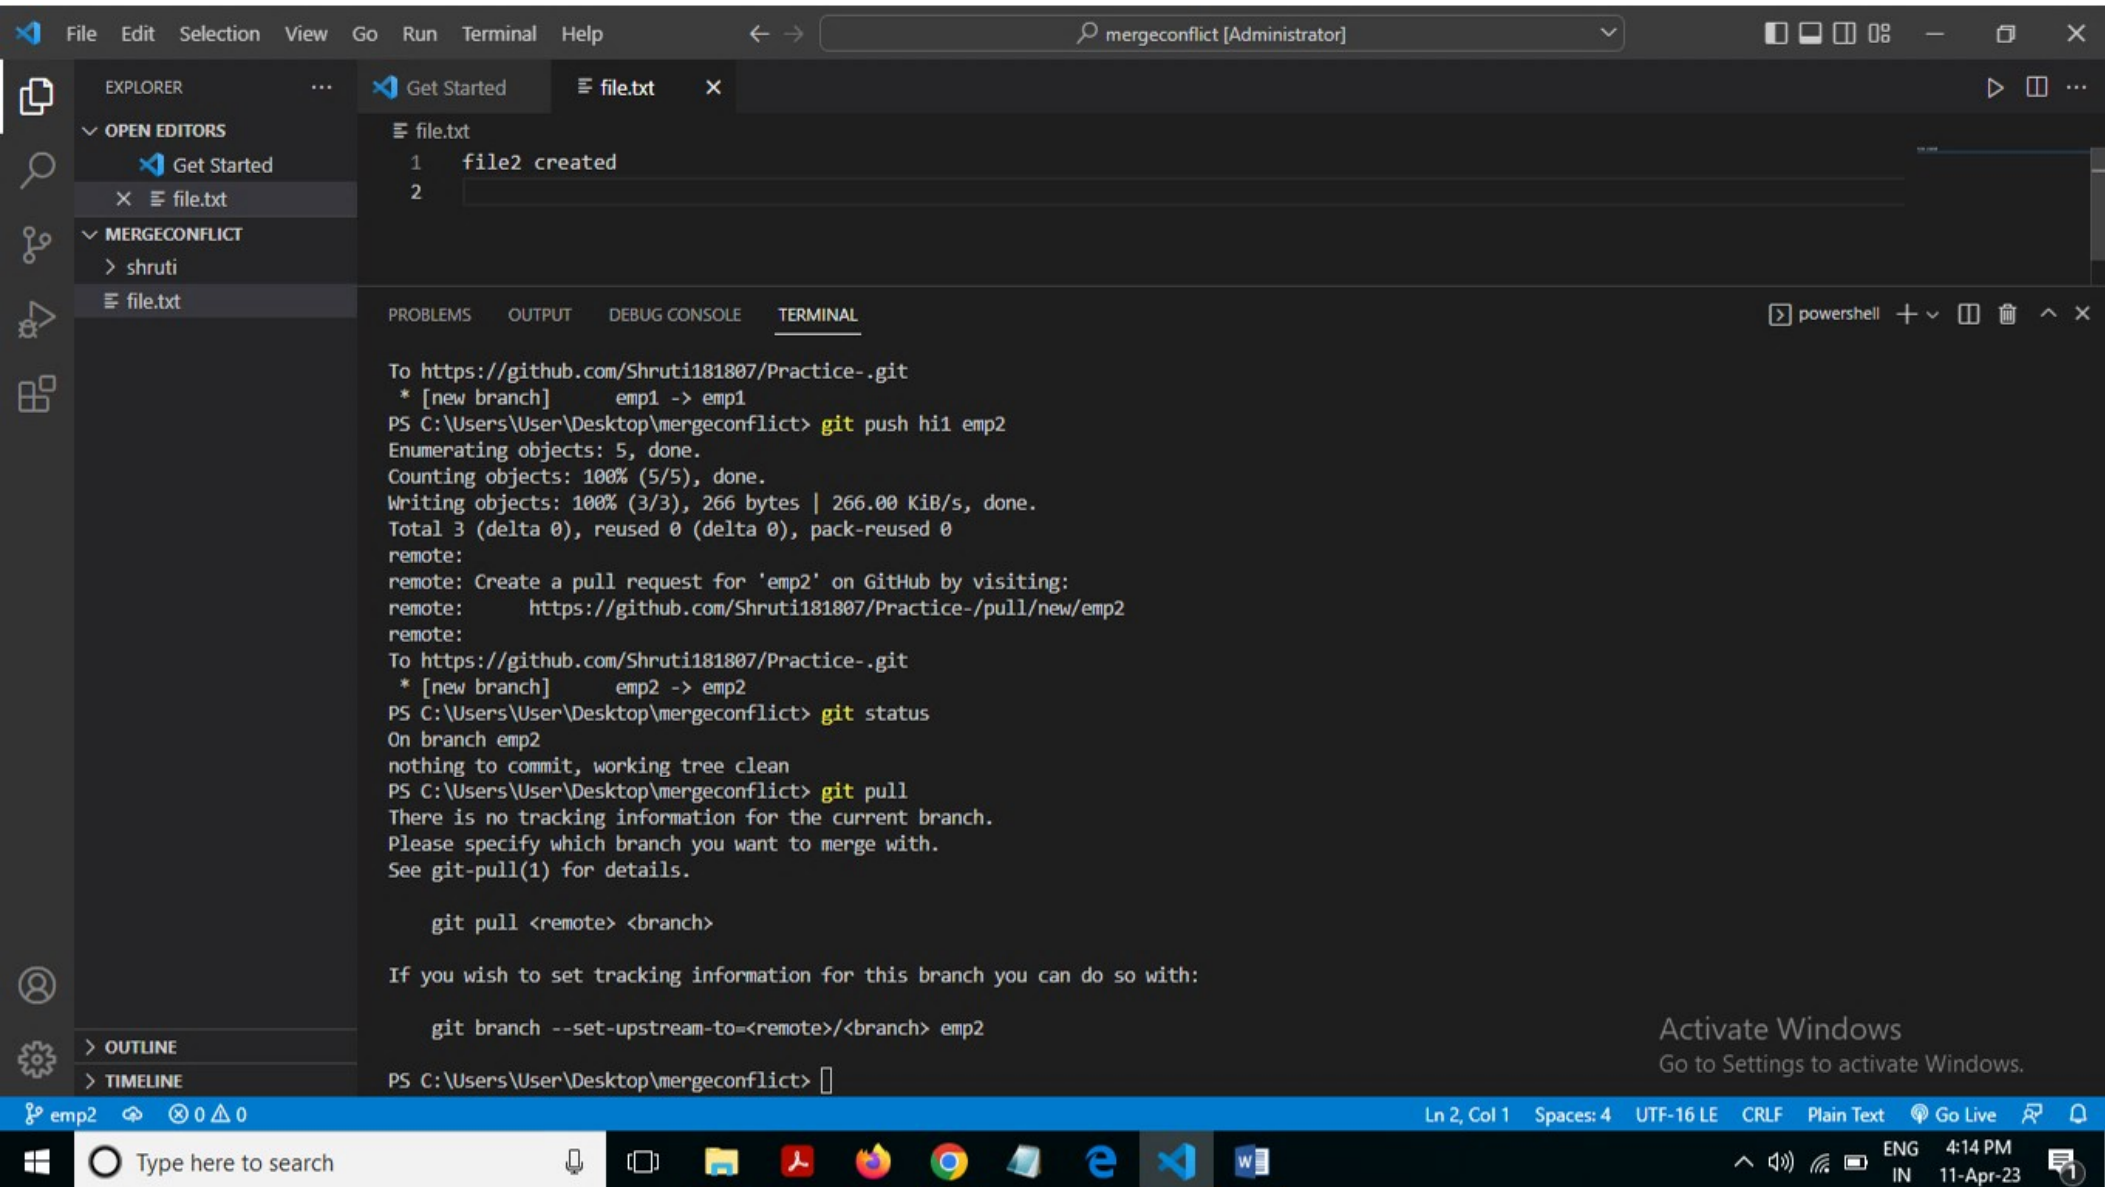 File Edit Selection View Go Run Terminal Help
mergeconflict [Administrator]
EXPLORER
OPEN EDITORS
Get Started
file.txt
MERGECONFLICT
shruti
file.txt
OUTLINE
TIMELINE
Get Started
file.txt
file.txt
1 file2 created
2
PROBLEMS OUTPUT DEBUG CONSOLE TERMINAL
powershell
To https://github.com/Shruti181807/Practice-.git
* [new branch] emp1 -> emp1
PS C:\Users\User\Desktop\mergeconflict> git push hi1 emp2
Enumerating objects: 5, done.
Counting objects: 100% (5/5), done.
Writing objects: 100% (3/3), 266 bytes | 266.00 KiB/s, done.
Total 3 (delta 0), reused 0 (delta 0), pack-reused 0
remote:
remote: Create a pull request for 'emp2' on GitHub by visiting:
remote: https://github.com/Shruti181807/Practice-/pull/new/emp2
remote:
To https://github.com/Shruti181807/Practice-.git
* [new branch] emp2 -> emp2
PS C:\Users\User\Desktop\mergeconflict> git status
On branch emp2
nothing to commit, working tree clean
PS C:\Users\User\Desktop\mergeconflict> git pull
There is no tracking information for the current branch.
Please specify which branch you want to merge with.
See git-pull(1) for details.
git pull <remote> <branch>
If you wish to set tracking information for this branch you can do so with:
git branch --set-upstream-to=<remote>/<branch> emp2
PS C:\Users\User\Desktop\mergeconflict>
Activate Windows
Go to Settings to activate Windows.
emp2 0 0
Ln 2, Col 1 Spaces: 4 UTF-16 LE CRLF Plain Text Go Live
Type here to search
ENG
IN
4:14 PM
11-Apr-23
1